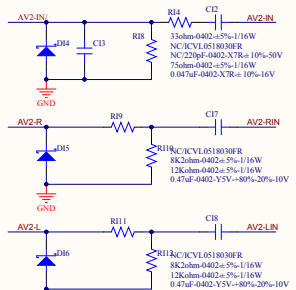 RI4
CI2
AV2-IN
AV2-IN
33ohm-0402-±5%-1/16W
DI4
CI3
RI8
NC/ICVL0518030FR
NC/220pF-0402-X7R±10%-50V
75ohm-0402-±5%-1/16W
0.047uF-0402-X7R±10%-16V
GND
CI7
AV2-R
RI9
AV2-RIN
DI5
RI10
NC/ICVL0518030FR
8K2ohm-0402-±5%-1/16W
12Kohm-0402-±5%-1/16W
0.47uF-0402-Y5V-+80%-20%-10V
GND
CI8
AV2-L
RI11
AV2-LIN
DI6
NC/ICVL0518030FR
8K2ohm-0402-±5%-1/16W
12Kohm-0402-±5%-1/16W
0.47uF-0402-Y5V-+80%-20%-10V